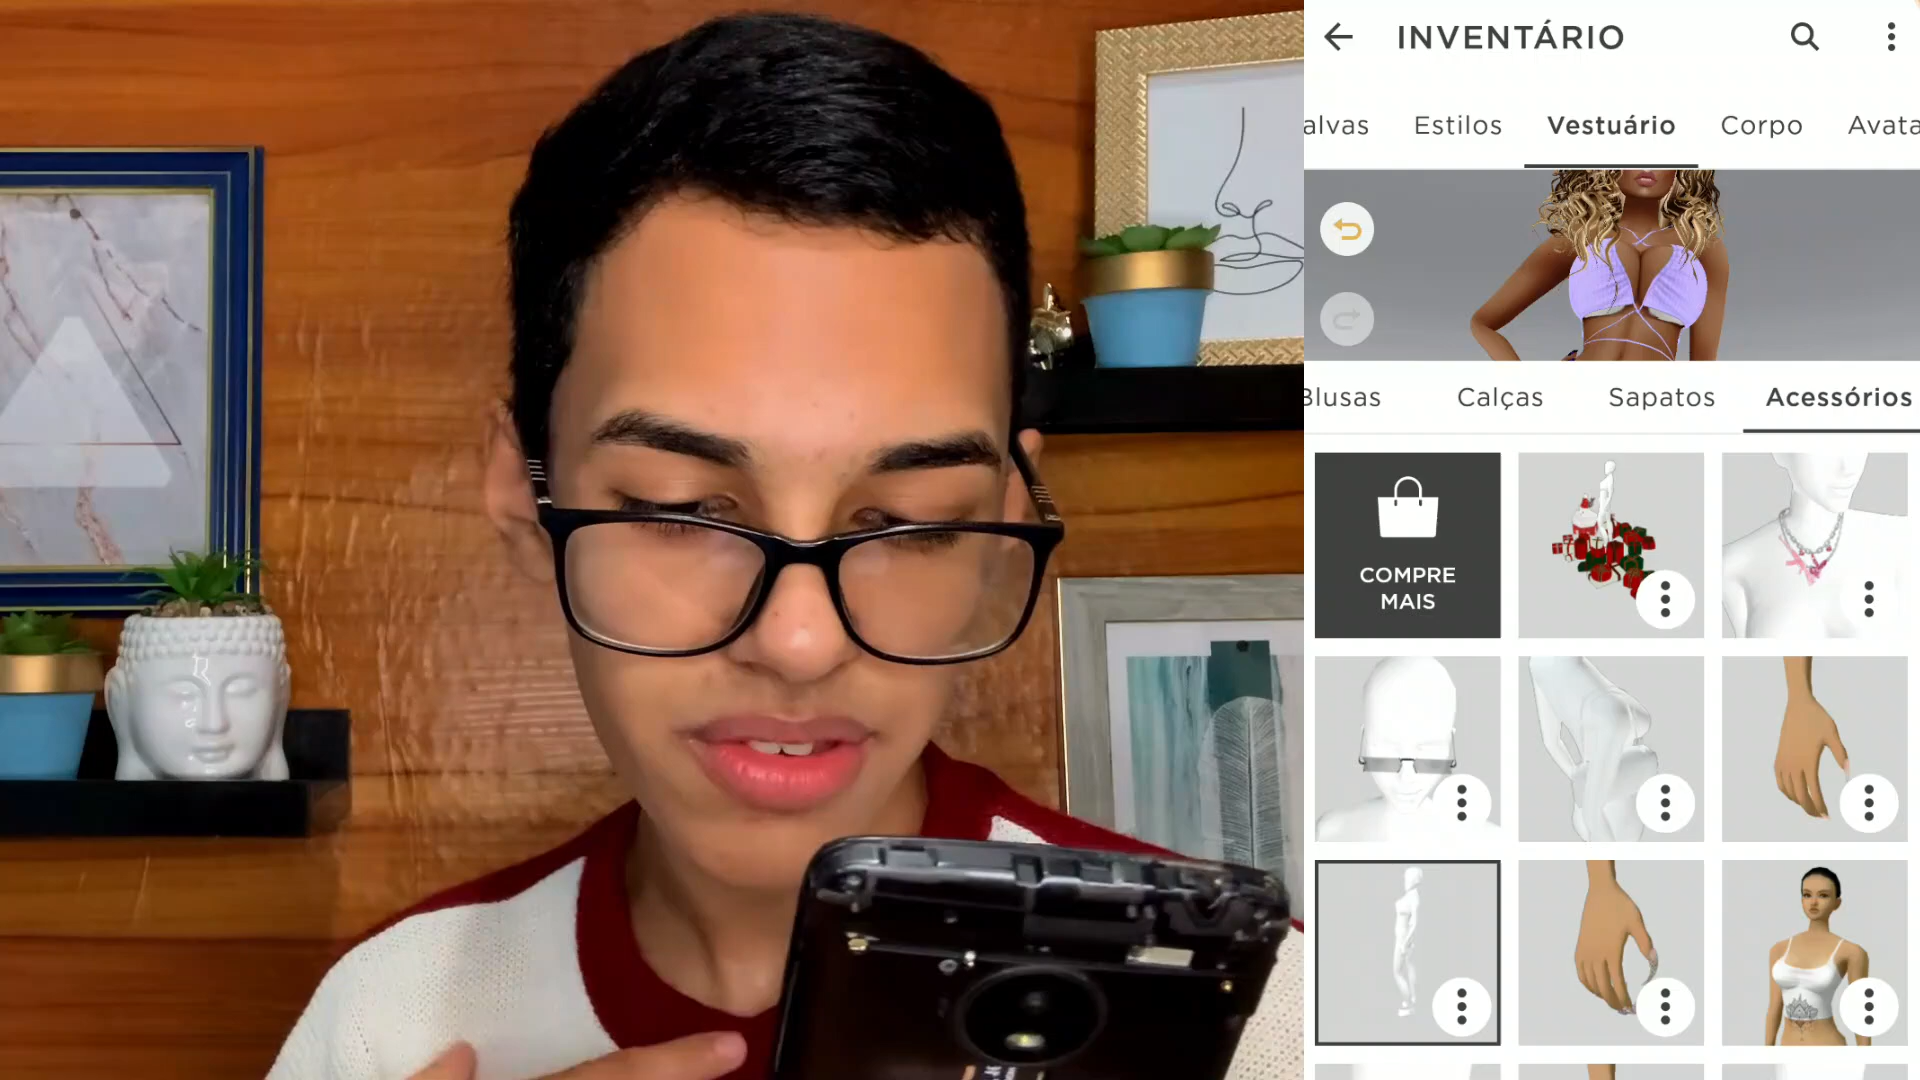 INVENTÁRIO
alvas Estilos Vestuário Corpo Avata
Blusas Calças Sapatos Acessórios
COMPRE
MAIS